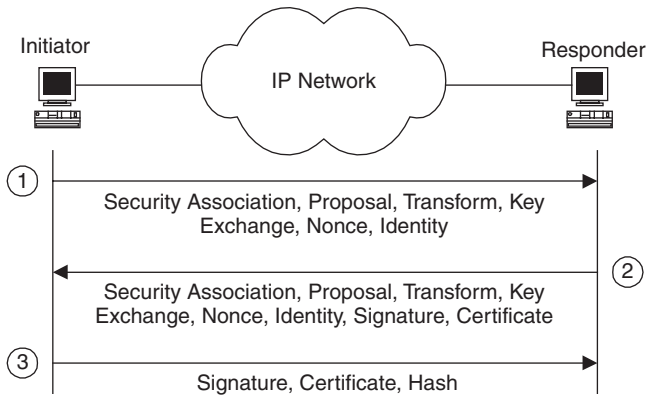 Initiator
Responder
IP Network
1
Security Association, Proposal, Transform, Key
Exchange, Nonce, Identity
2
Security Association, Proposal, Transform, Key
Exchange, Nonce, Identity, Signature, Certificate
3
Signature, Certificate, Hash